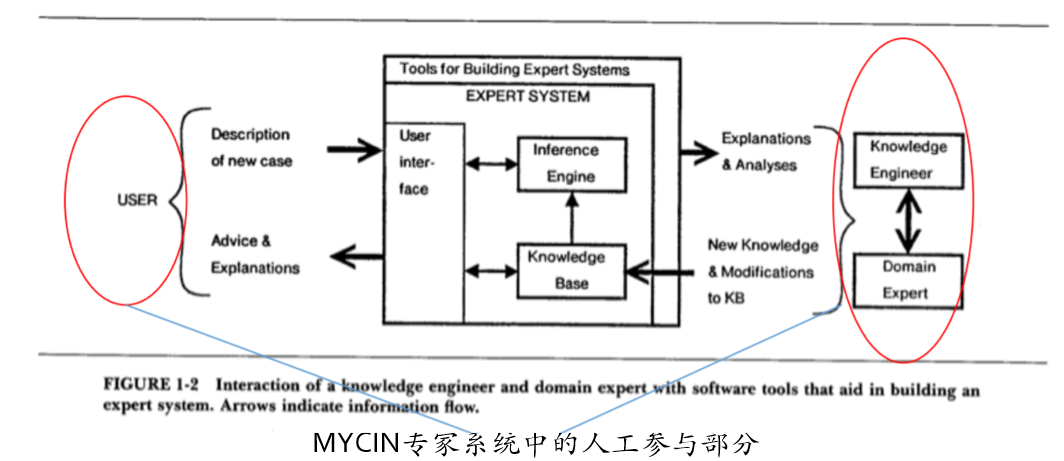 Tools for Building Expert Systems
EXPERT SYSTEM
USER
Description
of new case
Advice &
Explanations
User
inter-
face
Inference
Engine
Knowledge
Base
Explanations
& Analyses
New Knowledge
& Modifications
to KB
Knowledge
Engineer
Domain
Expert
FIGURE 1-2 Interaction of a knowledge engineer and domain expert with software tools that aid in building an
expert system. Arrows indicate information flow.
MYCIN专家系统中的人工参与部分